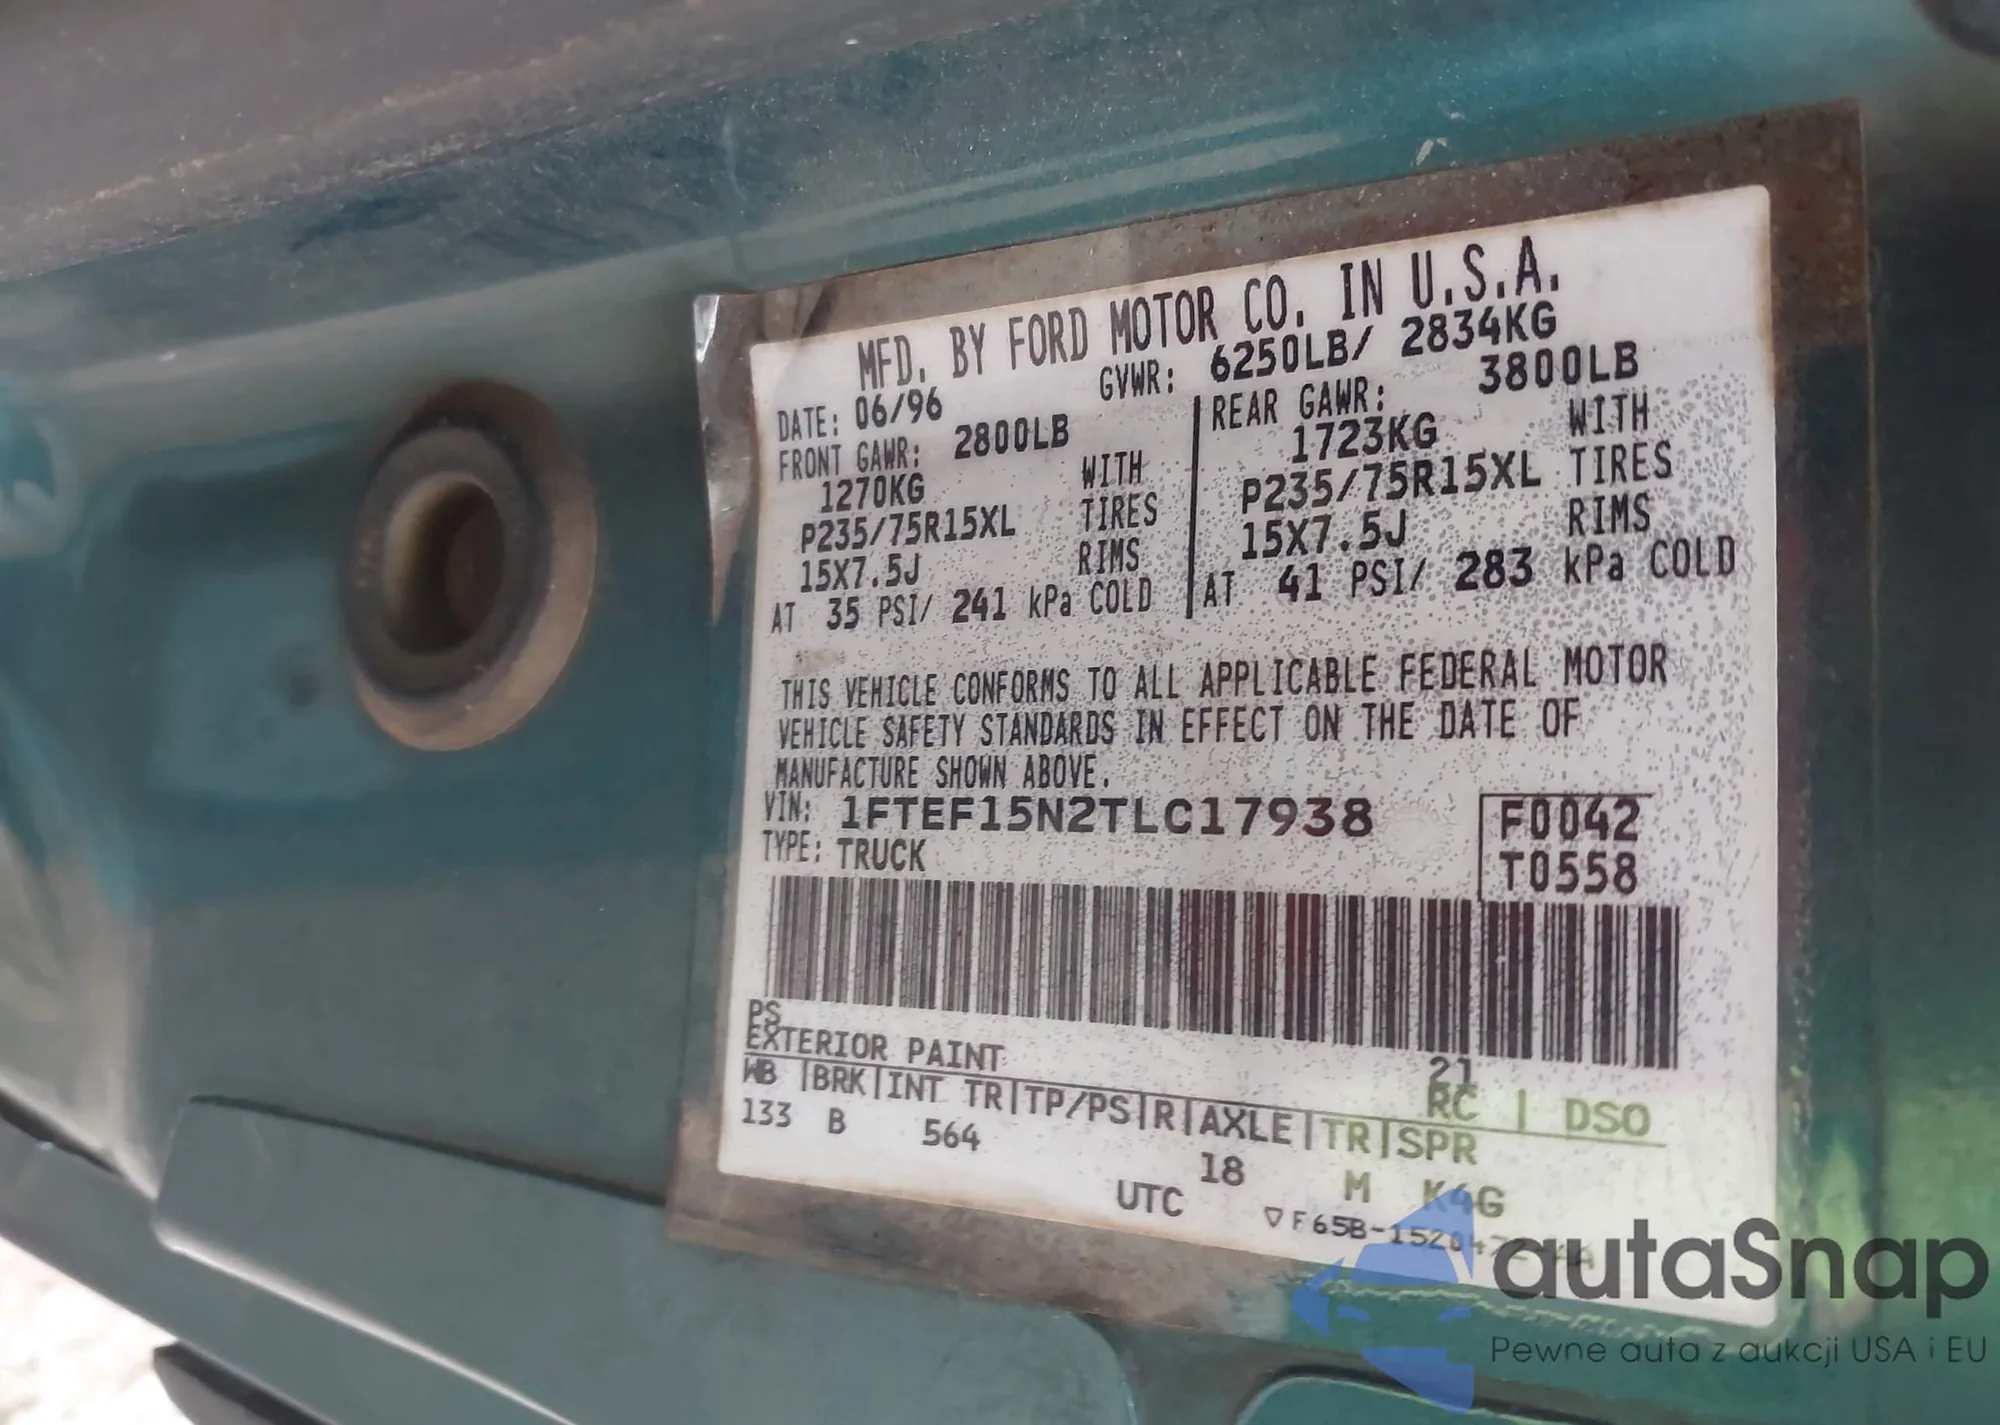 MFD. BY FORD MOTOR CO. IN U.S.A.
DATE: 06/96 GVWR: 6250LB/ 2834KG
FRONT GAWR: 2800LB
1270KG WITH
P235/75R15XL TIRES
15X7.5J RIMS
AT 35 PSI/ 241 kPa COLD
REAR GAWR: 3800LB
1723KG WITH
P235/75R15XL TIRES
15X7.5J RIMS
AT 41 PSI/ 283 kPa COLD
THIS VEHICLE CONFORMS TO ALL APPLICABLE FEDERAL MOTOR
VEHICLE SAFETY STANDARDS IN EFFECT ON THE DATE OF
MANUFACTURE SHOWN ABOVE.
VIN: 1FTEF15N2TLC17938
TYPE: TRUCK
F0042
T0558
PS
EXTERIOR PAINT
21
RC | DSO
WB |BRK|INT TR|TP/PS|R|AXLE|TR|SPR
133 B 564 18 M K4G
UTC
▽F65B-1520472-AA
autaSnap
Pewne auta z aukcji USA i EU